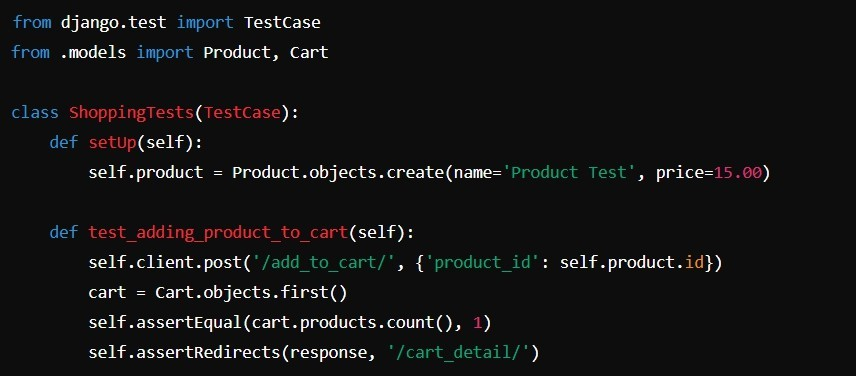 from django.test import TestCase
from .models import Product, Cart

class ShoppingTests(TestCase):
    def setUp(self):
        self.product = Product.objects.create(name='Product Test', price=15.00)

    def test_adding_product_to_cart(self):
        self.client.post('/add_to_cart/', {'product_id': self.product.id})
        cart = Cart.objects.first()
        self.assertEqual(cart.products.count(), 1)
        self.assertRedirects(response, '/cart_detail/')